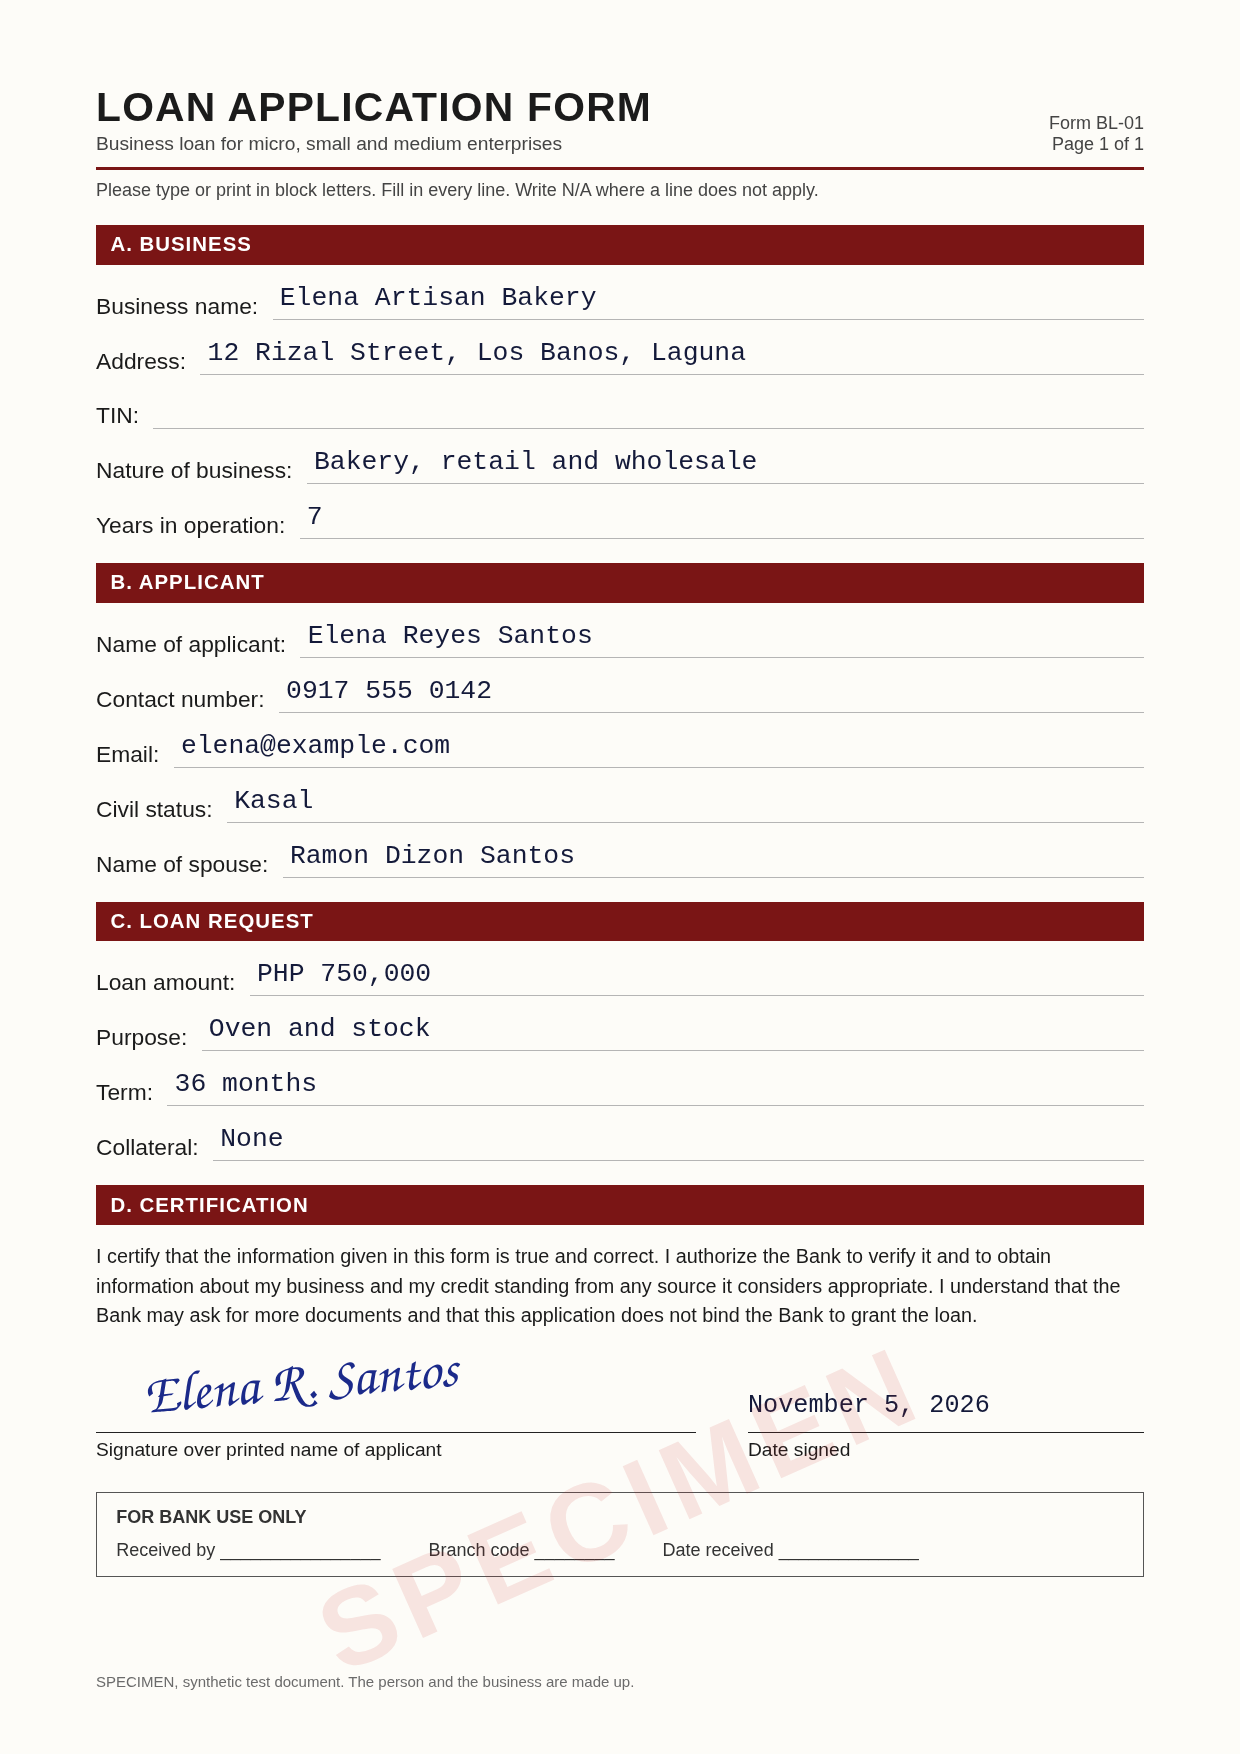 LOAN APPLICATION FORM
Business loan for micro, small and medium enterprises
Form BL-01
Page 1 of 1
Please type or print in block letters. Fill in every line. Write N/A where a line does not apply.
A. BUSINESS
Business name: Elena Artisan Bakery
Address: 12 Rizal Street, Los Banos, Laguna
TIN:
Nature of business: Bakery, retail and wholesale
Years in operation: 7
B. APPLICANT
Name of applicant: Elena Reyes Santos
Contact number: 0917 555 0142
Email: elena@example.com
Civil status: Kasal
Name of spouse: Ramon Dizon Santos
C. LOAN REQUEST
Loan amount: PHP 750,000
Purpose: Oven and stock
Term: 36 months
Collateral: None
D. CERTIFICATION
I certify that the information given in this form is true and correct. I authorize the Bank to verify it and to obtain
information about my business and my credit standing from any source it considers appropriate. I understand that the
Bank may ask for more documents and that this application does not bind the Bank to grant the loan.
Elena R. Santos
November 5, 2026
Signature over printed name of applicant
Date signed
FOR BANK USE ONLY
Received by ________________ Branch code ________ Date received ______________
SPECIMEN
SPECIMEN, synthetic test document. The person and the business are made up.